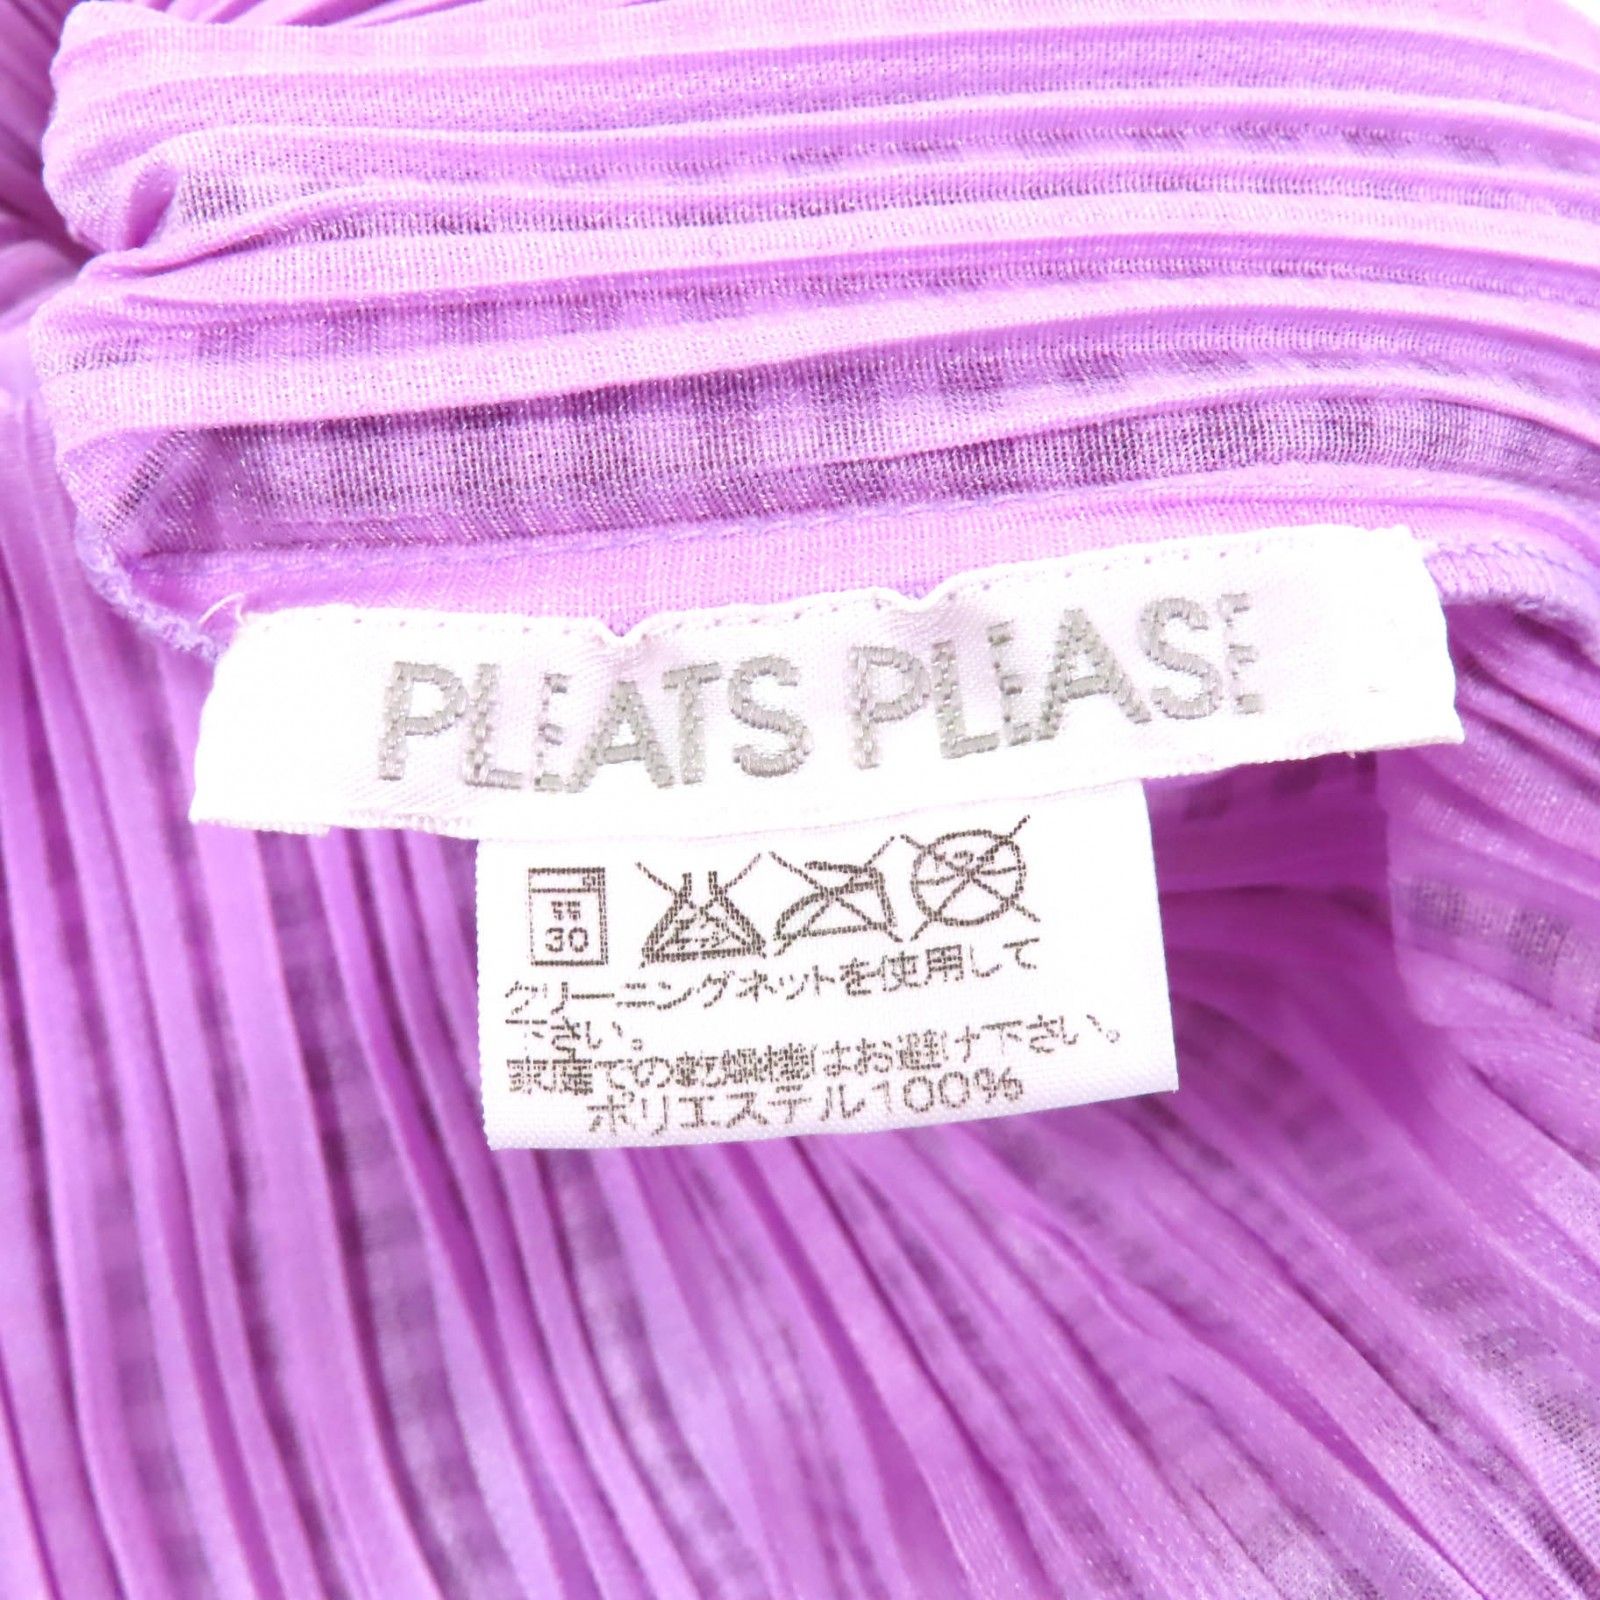 PLEATS PLEASE
弱
30
クリーニングネットを使用して
下さい。
家庭での乾燥機はお避け下さい。
ポリエステル100%